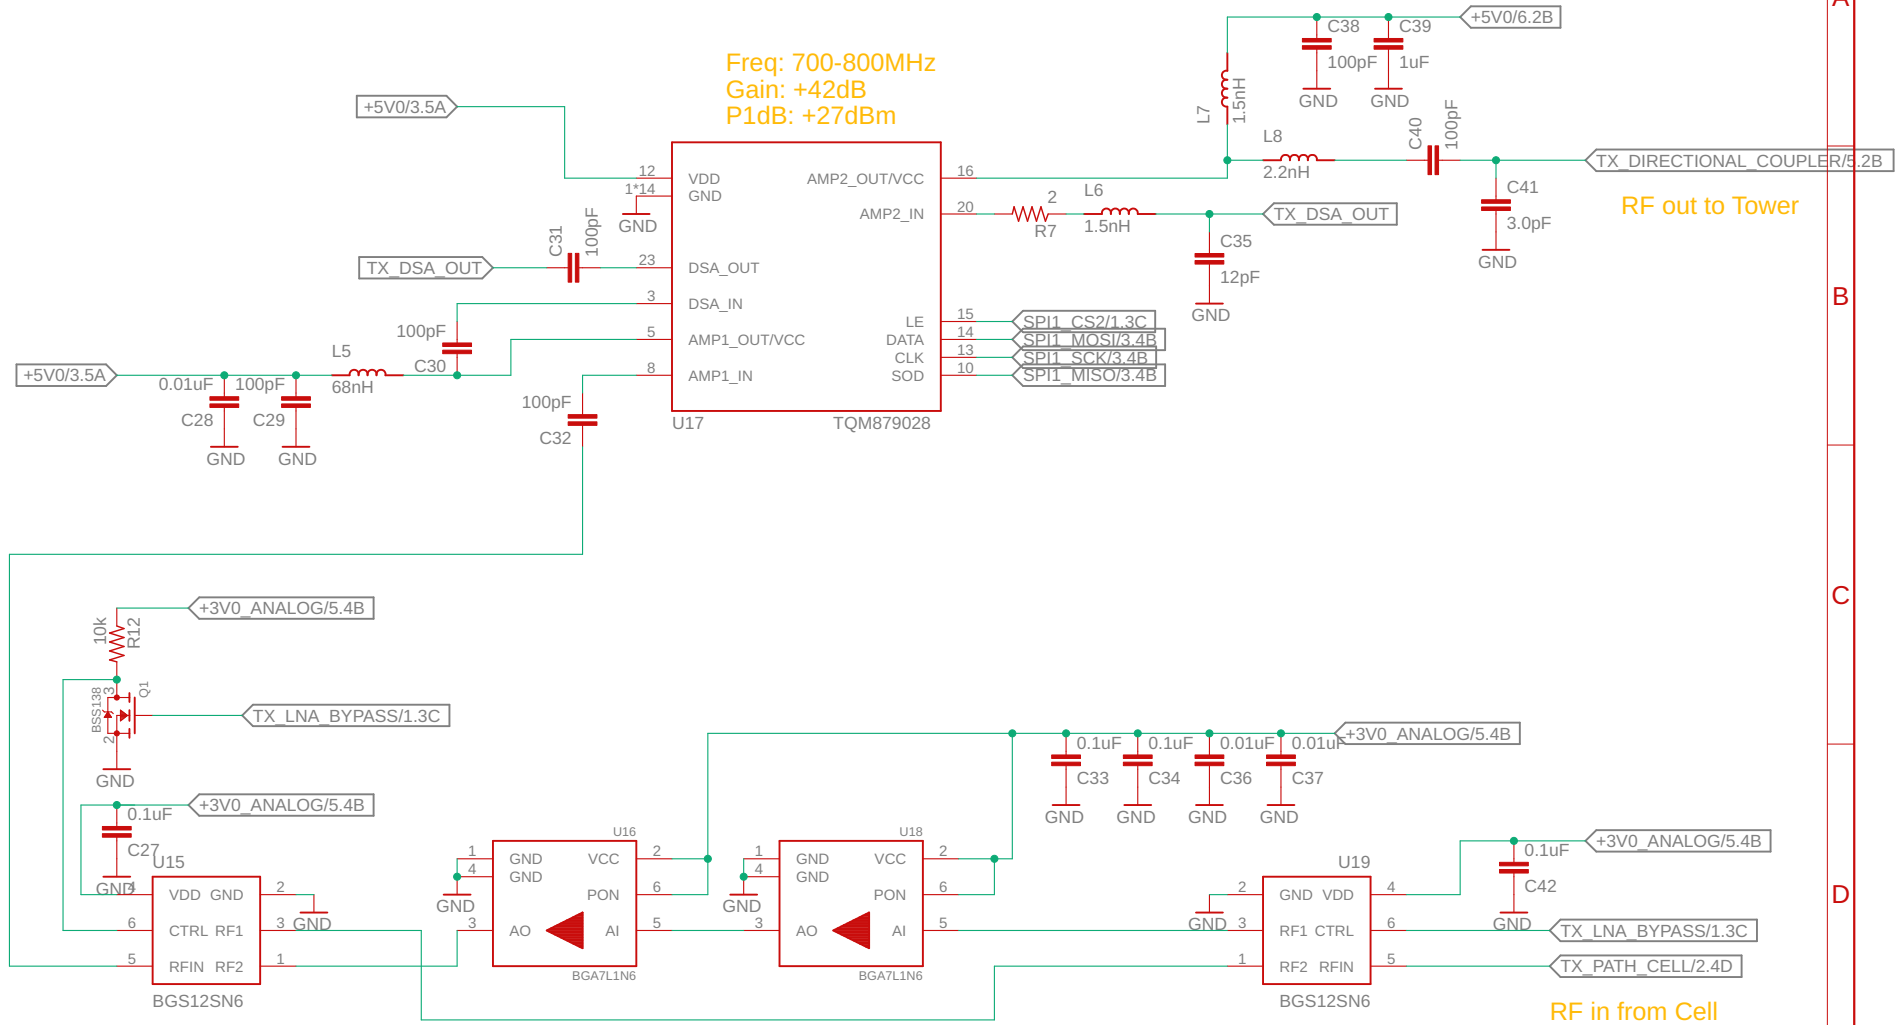 A
+5V0/6.2B
C38
C39
100pF
1uF
GND
GND
Freq: 700-800MHz
Gain: +42dB
P1dB: +27dBm
+5V0/3.5A
L7
1.5nH
C40
100pF
L8
2.2nH
TX_DIRECTIONAL_COUPLER/5.2B
RF out to Tower
C41
3.0pF
GND
12
VDD
AMP2_OUT/VCC
16
1*14
GND
GND
AMP2_IN
20
2
R7
L6
1.5nH
TX_DSA_OUT
C35
12pF
GND
C31
100pF
TX_DSA_OUT
23
DSA_OUT
3
DSA_IN
B
LE
15
SPI1_CS2/1.3C
100pF
C30
5
AMP1_OUT/VCC
DATA
14
SPI1_MOSI/3.4B
CLK
13
SPI1_SCK/3.4B
8
AMP1_IN
SOD
10
SPI1_MISO/3.4B
+5V0/3.5A
L5
68nH
0.01uF
C28
100pF
C29
GND
GND
100pF
C32
U17
TQM879028
C
+3V0_ANALOG/5.4B
10k
R12
BSS138
3
Q1
2
TX_LNA_BYPASS/1.3C
GND
+3V0_ANALOG/5.4B
0.1uF
C27
GND
+3V0_ANALOG/5.4B
0.1uF
C33
0.1uF
C34
0.01uF
C36
0.01uF
C37
GND
GND
GND
GND
U15
4
VDD
GND
2
GND
6
CTRL
RF1
3
5
RFIN
RF2
1
BGS12SN6
U16
1
GND
VCC
2
4
GND
GND
PON
6
3
AO
AI
5
BGA7L1N6
U18
1
GND
VCC
2
4
GND
GND
PON
6
3
AO
AI
5
BGA7L1N6
U19
2
GND
VDD
4
GND
3
RF1
CTRL
6
1
RF2
RFIN
5
BGS12SN6
+3V0_ANALOG/5.4B
0.1uF
C42
GND
TX_LNA_BYPASS/1.3C
TX_PATH_CELL/2.4D
RF in from Cell
D